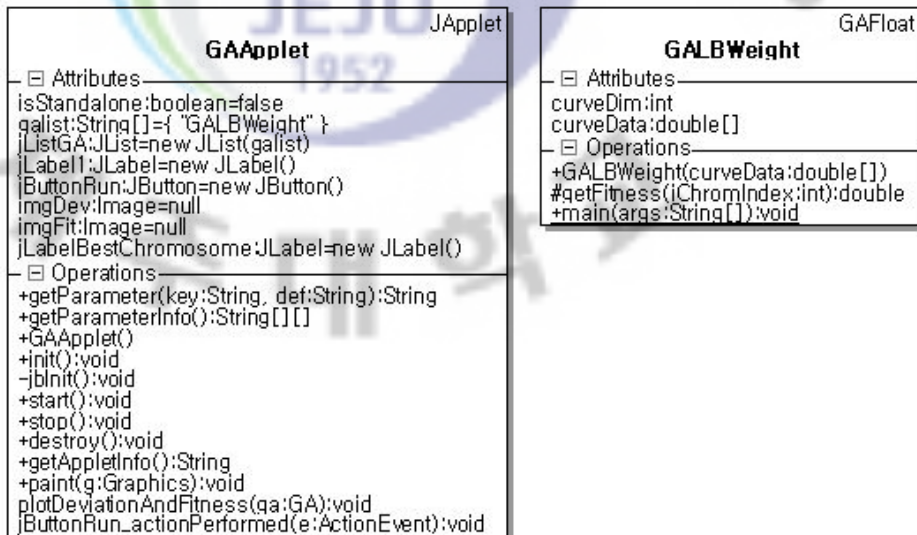 JEJU
1952
JApplet
GAApplet
Attributes
isStandalone:boolean=false
galist:String[]={ "GALBWeight" }
jListGA:JList=new JList(galist)
jLabel1:JLabel=new JLabel()
jButtonRun:JButton=new JButton()
imgDev:Image=null
imgFit:Image=null
jLabelBestChromosome:JLabel=new JLabel()
Operations
+getParameter(key:String, def:String):String
+getParameterInfo():String[][]
+GAApplet()
+init():void
-jbInit():void
+start():void
+stop():void
+destroy():void
+getAppletInfo():String
+paint(g:Graphics):void
plotDeviationAndFitness(ga:GA):void
jButtonRun_actionPerformed(e:ActionEvent):void
GAFloat
GALBWeight
Attributes
curveDim:int
curveData:double[]
Operations
+GALBWeight(curveData:double[])
#getFitness(iChromIndex:int):double
+main(args:String[]):void
대학